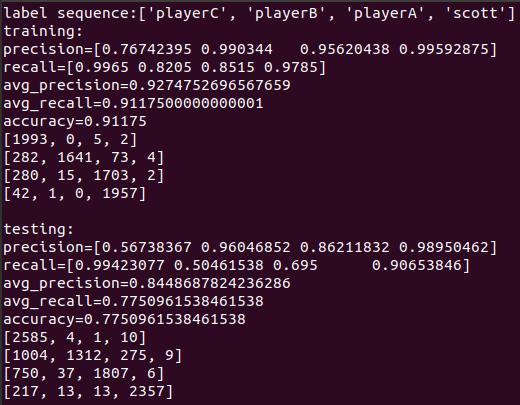 label sequence:['playerC', 'playerB', 'playerA', 'scott']
training:
precision=[0.76742395 0.990344   0.95620438 0.99592875]
recall=[0.9965 0.8205 0.8515 0.9785]
avg_precision=0.9274752696567659
avg_recall=0.9117500000000001
accuracy=0.91175
[1993, 0, 5, 2]
[282, 1641, 73, 4]
[280, 15, 1703, 2]
[42, 1, 0, 1957]
testing:
precision=[0.56738367 0.96046852 0.86211832 0.98950462]
recall=[0.99423077 0.50461538 0.695      0.90653846]
avg_precision=0.8448687824236286
avg_recall=0.7750961538461538
accuracy=0.7750961538461538
[2585, 4, 1, 10]
[1004, 1312, 275, 9]
[750, 37, 1807, 6]
[217, 13, 13, 2357]